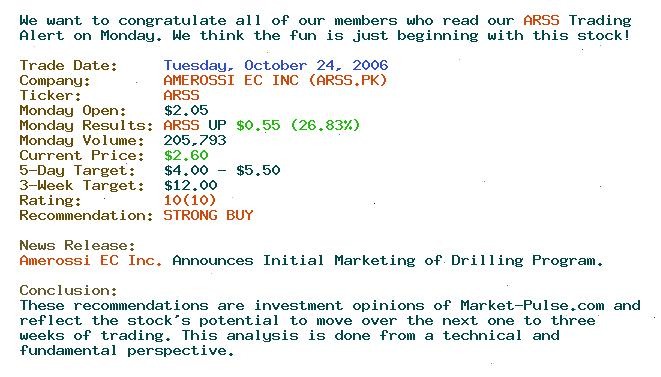 We want to congratulate all of our members who read our ARSS Trading
Alert on Monday. We think the fun is just beginning with this stock!
Trade Date: Tuesday, October 24, 2006
Company: AMEROSSI EC INC (ARSS.PK)
Ticker: ARSS
Monday Open: $2.05
Monday Results: ARSS UP $0.55 (26.83%)
Monday Volume: 205,793
Current Price: $2.60
5-Day Target: $4.00 - $5.50
3-Week Target: $12.00
Rating: 10(10)
Recommendation: STRONG BUY
News Release:
Amerossi EC Inc. Announces Initial Marketing of Drilling Program.
Conclusion:
These recommendations are investment opinions of Market-Pulse.com and
reflect the stock's potential to move over the next one to three
weeks of trading. This analysis is done from a technical and
fundamental perspective.